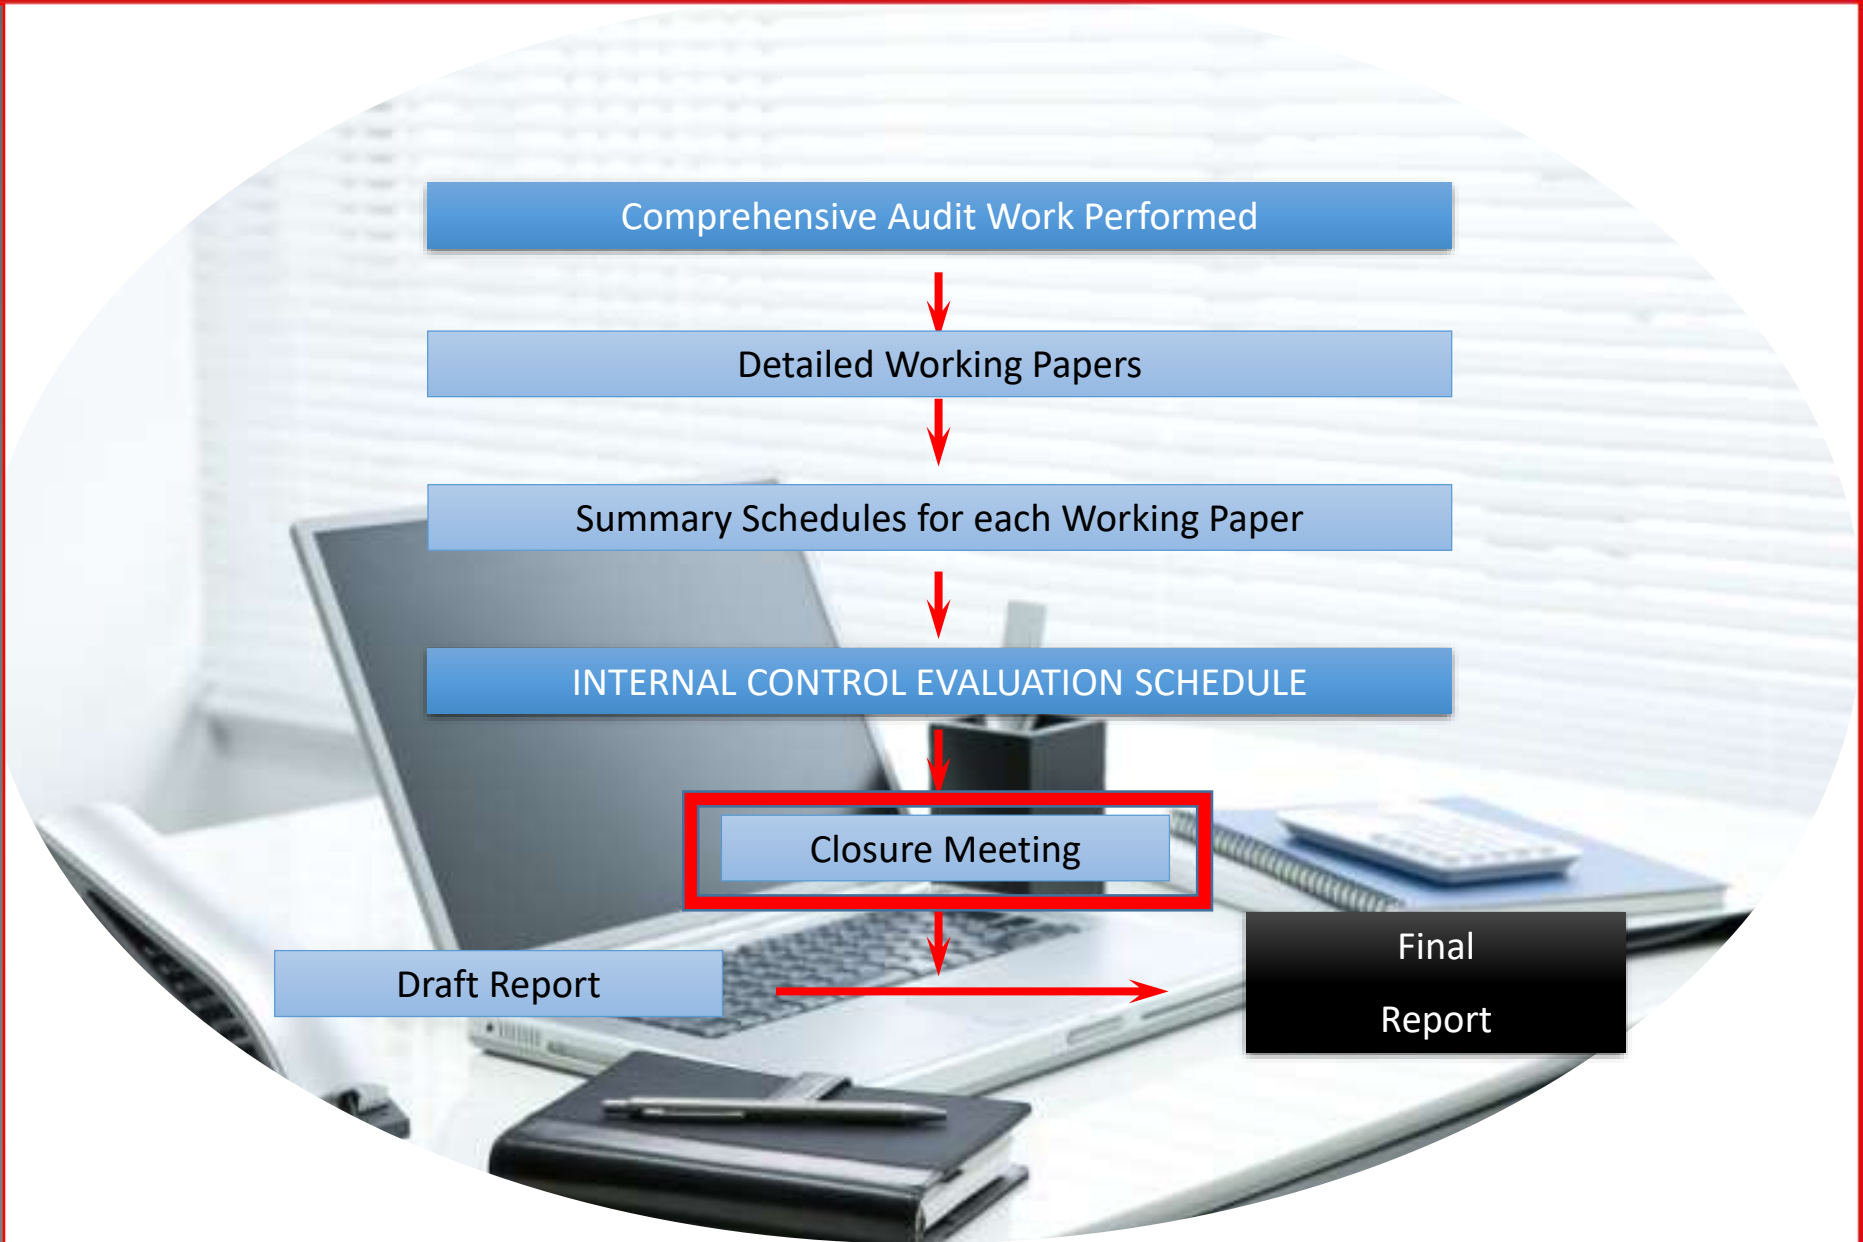 Comprehensive Audit Work Performed
Detailed Working Papers
Summary Schedules for each Working Paper
INTERNAL CONTROL EVALUATION SCHEDULE
Closure Meeting
Draft Report
Final
Report